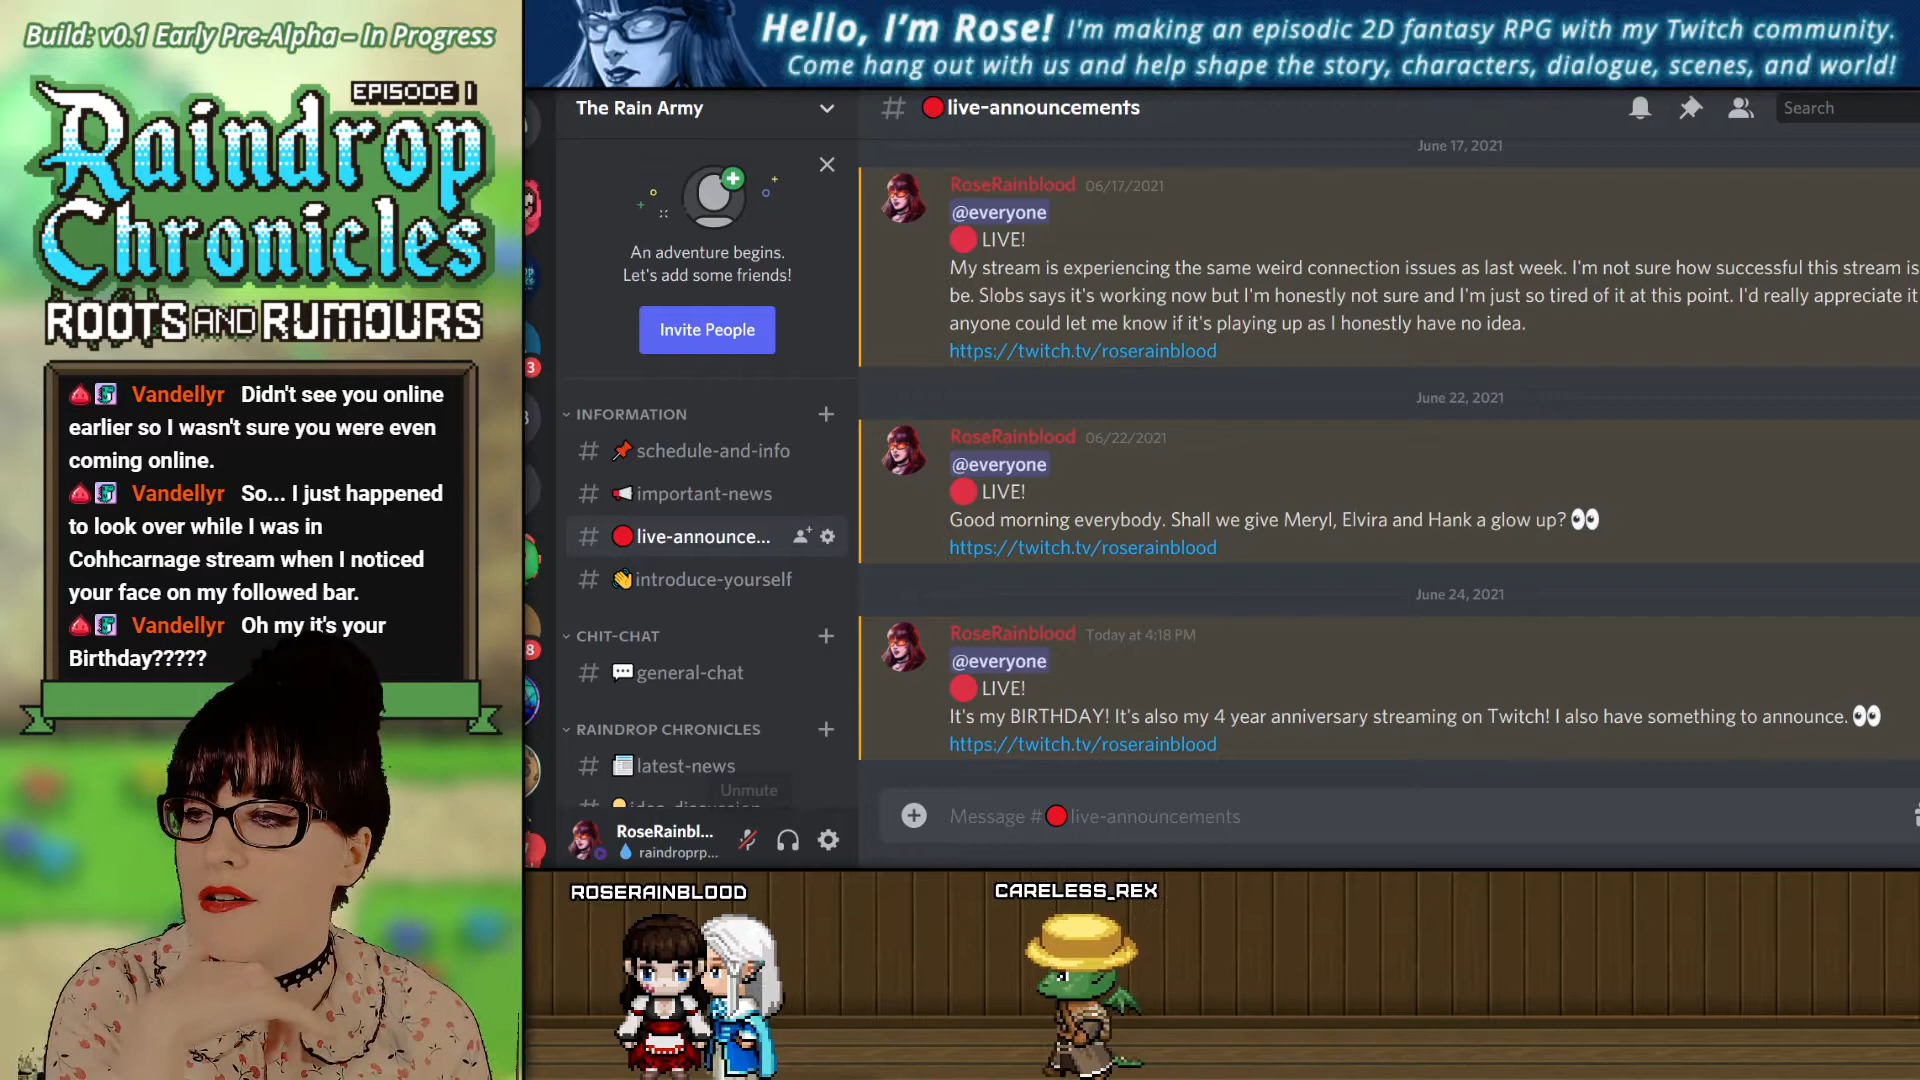 Build: v0.1 Early Pre-Alpha – In Progress
EPISODE I
Raindrop
Chronicles
ROOTS AND RUMOURS
Vandellyr Didn't see you online
earlier so I wasn't sure you were even
coming online.
Vandellyr So... I just happened
to look over while I was in
Cohhcarnage stream when I noticed
your face on my followed bar.
Vandellyr Oh my it's your
Birthday?????
Hello, I'm Rose! I'm making an episodic 2D fantasy RPG with my Twitch community.
Come hang out with us and help shape the story, characters, dialogue, scenes, and world!
3
8
The Rain Army
An adventure begins.
Let's add some friends!
Invite People
INFORMATION
# 📌schedule-and-info
# 📢important-news
# 🔴live-announce...
# 👋introduce-yourself
CHIT-CHAT
# 💬general-chat
RAINDROP CHRONICLES
# 📰latest-news
Unmute
RoseRainbl...
💧 raindroprp...
# 🔴live-announcements
Search
June 17, 2021
RoseRainblood 06/17/2021
@everyone
🔴 LIVE!
My stream is experiencing the same weird connection issues as last week. I'm not sure how successful this stream is
be. Slobs says it's working now but I'm honestly not sure and I'm just so tired of it at this point. I'd really appreciate it
anyone could let me know if it's playing up as I honestly have no idea.
https://twitch.tv/roserainblood
June 22, 2021
RoseRainblood 06/22/2021
@everyone
🔴 LIVE!
Good morning everybody. Shall we give Meryl, Elvira and Hank a glow up? 👀
https://twitch.tv/roserainblood
June 24, 2021
RoseRainblood Today at 4:18 PM
@everyone
🔴 LIVE!
It's my BIRTHDAY! It's also my 4 year anniversary streaming on Twitch! I also have something to announce. 👀
https://twitch.tv/roserainblood
Message #🔴live-announcements
ROSERAINBLOOD
CARELESS_REX